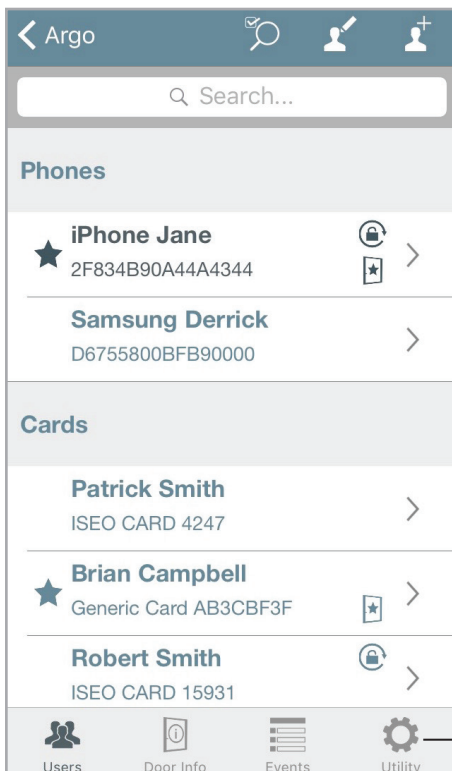 Argo
Search...
Phones
iPhone Jane
2F834B90A44A4344
Samsung Derrick
D6755800BFB90000
Cards
Patrick Smith
ISEO CARD 4247
Brian Campbell
Generic Card AB3CBF3F
Robert Smith
ISEO CARD 15931
Users Door Info Events Utility